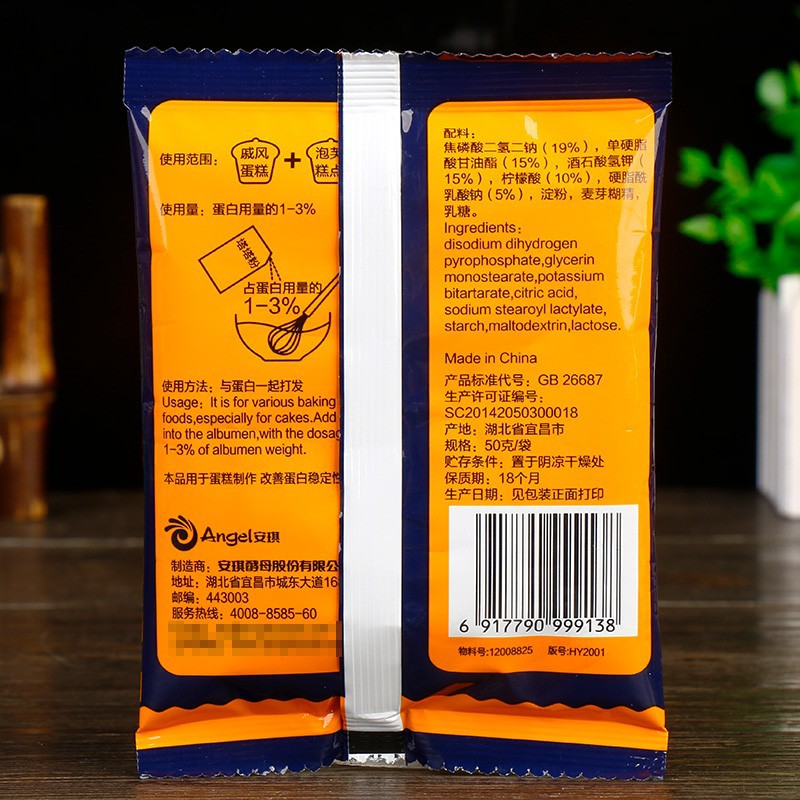 使用范围：
戚风
蛋糕
+
泡芙
糕点
使用量：蛋白用量的1-3%
塔塔粉
占蛋白用量的
1-3%
使用方法：与蛋白一起打发
Usage: It is for various baking
foods,especially for cakes.Add
into the albumen,with the dosag
1-3% of albumen weight.
本品用于蛋糕制作 改善蛋白稳定性
Angel安琪
制造商：安琪酵母股份有限公
地址：湖北省宜昌市城东大道16
邮编：443003
服务热线：4008-8585-60
配料：
焦磷酸二氢二钠（19%），单硬脂
酸甘油酯（15%），酒石酸氢钾（
15%），柠檬酸（10%），硬脂酰
乳酸钠（5%），淀粉，麦芽糊精，
乳糖。
Ingredients:
disodium dihydrogen
pyrophosphate,glycerin
monostearate,potassium
bitartarate,citric acid,
sodium stearoyl lactylate,
starch,maltodextrin,lactose.
Made in China
产品标准代号：GB 26687
生产许可证编号：
SC20142050300018
产地：湖北省宜昌市
规格：50克/袋
贮存条件：置于阴凉干燥处
保质期：18个月
生产日期：见包装正面打印
6 917790 999138
物料号:12008825 版号:HY2001